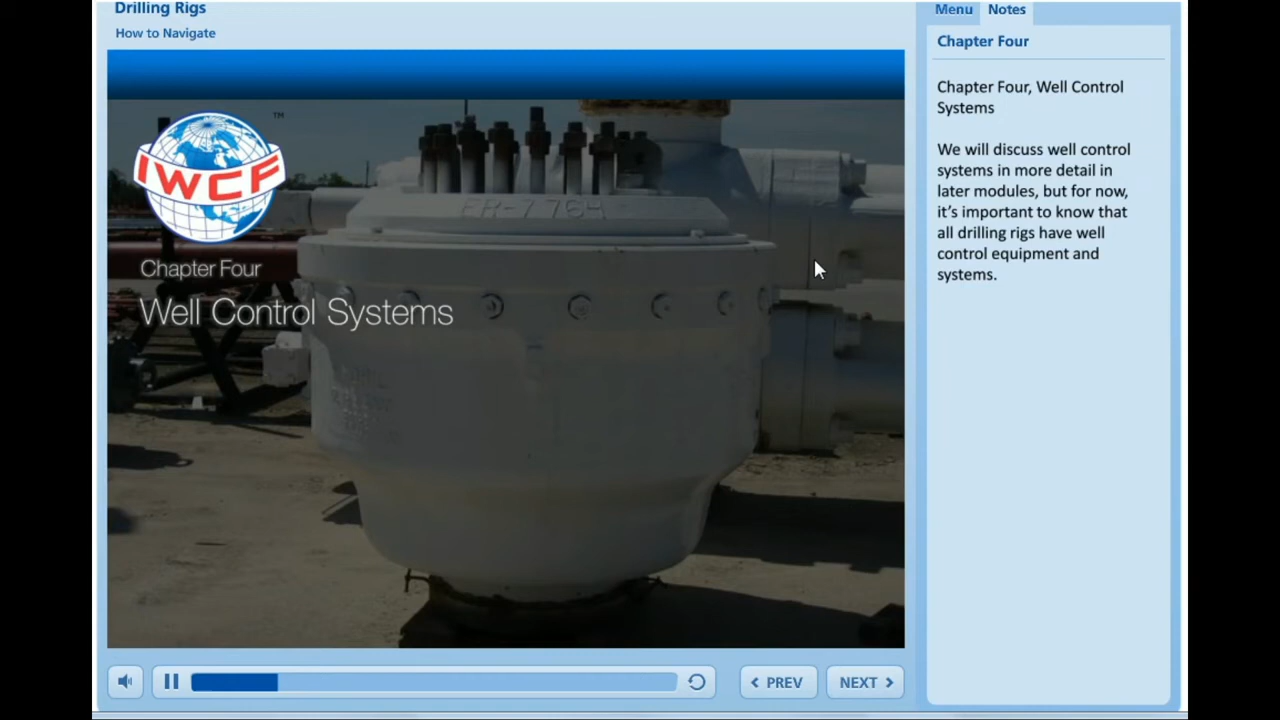 Drilling Rigs
How to Navigate
Menu
Notes
Chapter Four
Chapter Four, Well Control
Systems
We will discuss well control
systems in more detail in
later modules, but for now,
it's important to know that
all drilling rigs have well
control equipment and
systems.
TM
IWCF
Chapter Four
Well Control Systems
PREV
NEXT